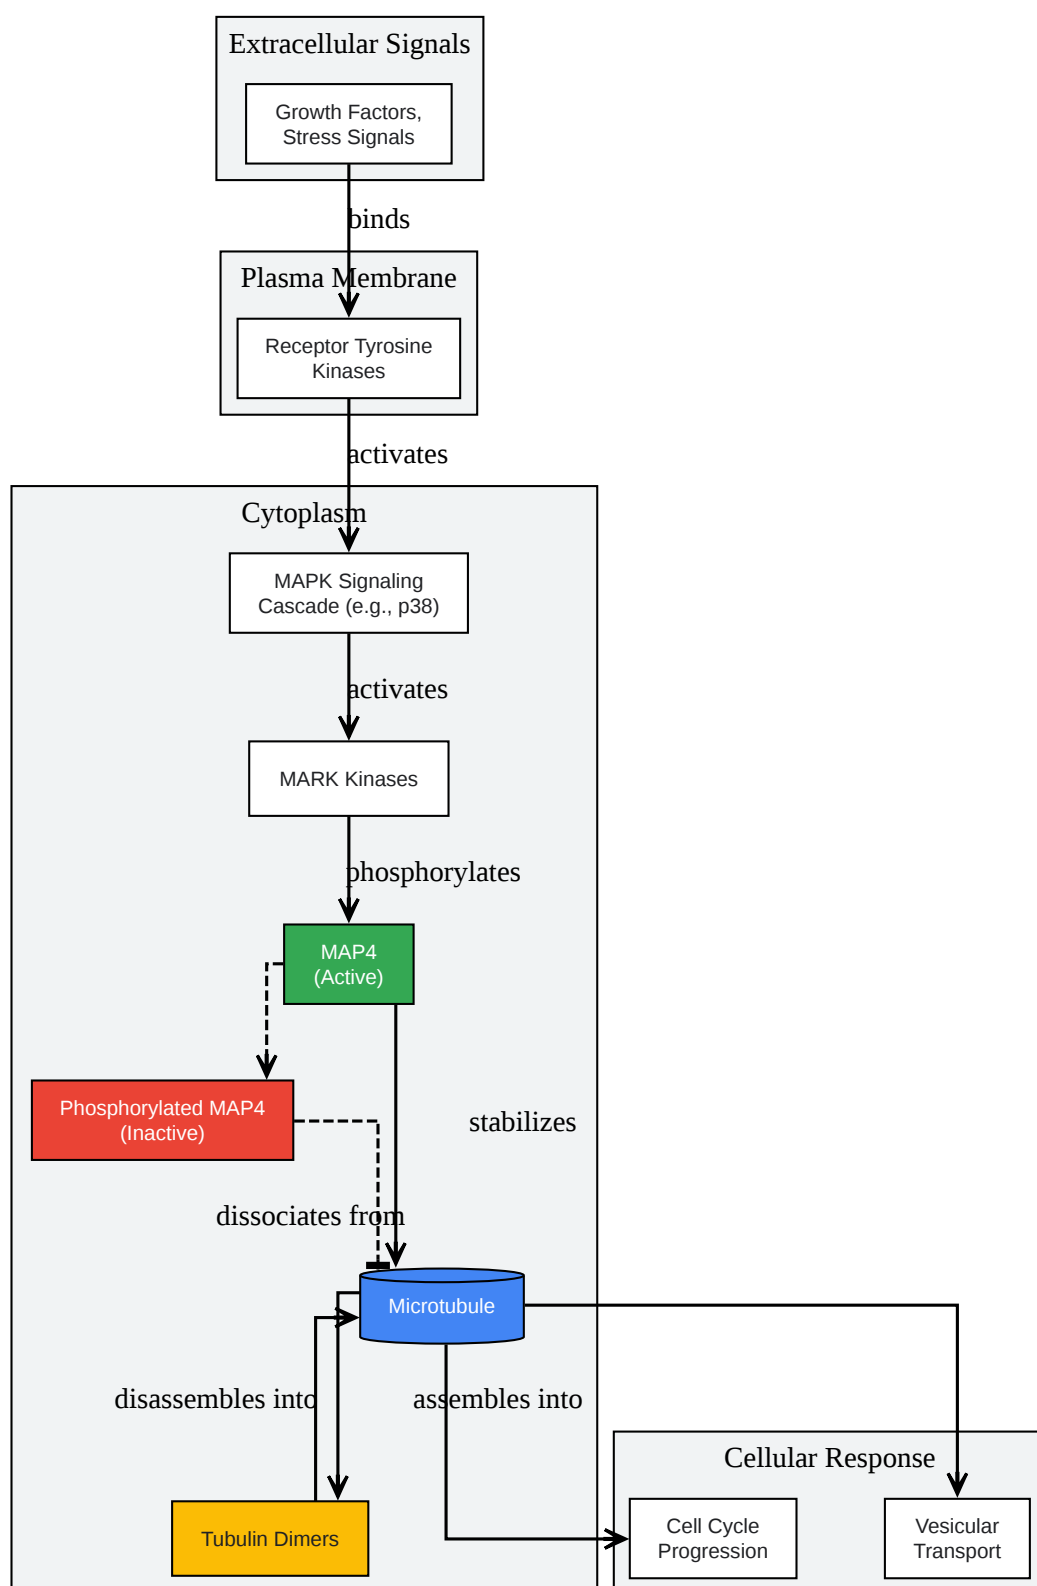 Extracellular Signals
Growth Factors,
Stress Signals
binds
Plasma Membrane
Receptor Tyrosine
Kinases
activates
Cytoplasm
MAPK Signaling
Cascade (e.g., p38)
activates
MARK Kinases
phosphorylates
MAP4
(Active)
Phosphorylated MAP4
(Inactive)
stabilizes
dissociates from
Microtubule
disassembles into
assembles into
Cellular Response
Tubulin Dimers
Cell Cycle
Progression
Vesicular
Transport